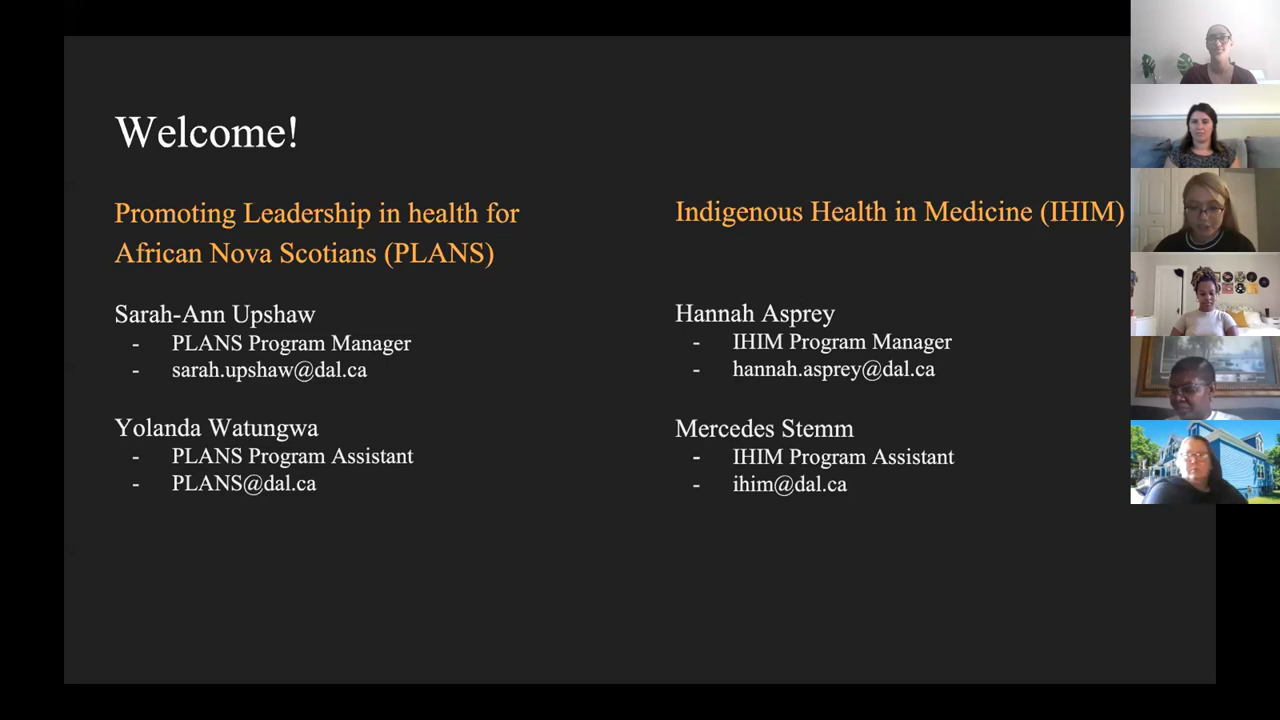 Welcome!
Promoting Leadership in health for
African Nova Scotians (PLANS)
Sarah-Ann Upshaw
- PLANS Program Manager
- sarah.upshaw@dal.ca
Yolanda Watungwa
- PLANS Program Assistant
- PLANS@dal.ca
Indigenous Health in Medicine (IHIM)
Hannah Asprey
- IHIM Program Manager
- hannah.asprey@dal.ca
Mercedes Stemm
- IHIM Program Assistant
- ihim@dal.ca